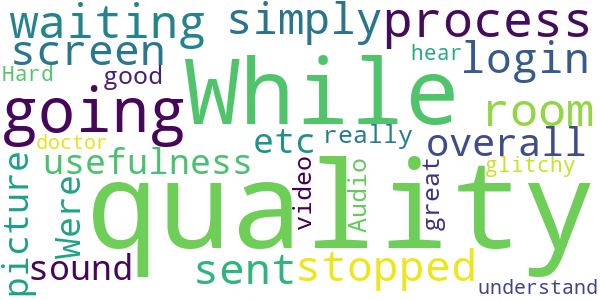 waiting
simply
process
screen
hear
login
Hard
good
While
going
room
doctor
etc
really
overall
usefulness
glitchy
picture
Were
quality
video
Audio
great
sound
sent
stopped
understand